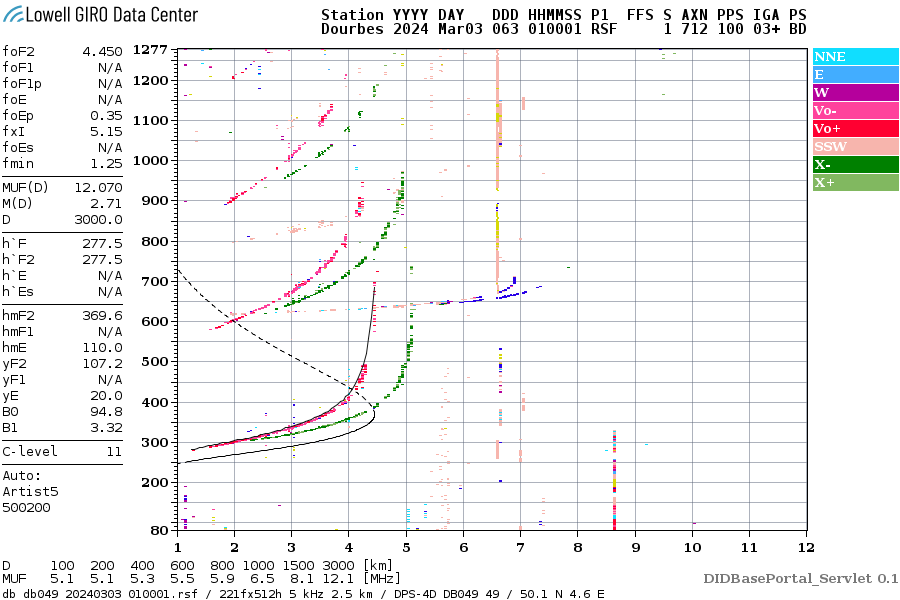 Lowell GIRO Data Center
Station YYYY DAY DDD HHMMSS P1 FFS S AXN PPS IGA PS
Dourbes 2024 Mar03 063 010001 RSF 1 712 100 03+ BD
foF2 4.450
foF1 N/A
foF1p N/A
foE N/A
foEp 0.35
fxI 5.15
foEs N/A
fmin 1.25
MUF(D) 12.070
M(D) 2.71
D 3000.0
h`F 277.5
h`F2 277.5
h`E N/A
h`Es N/A
hmF2 369.6
hmF1 N/A
hmE 110.0
yF2 107.2
yF1 N/A
yE 20.0
B0 94.8
B1 3.32
C-level 11
Auto:
Artist5
500200
1277
1200
1100
1000
900
800
700
600
500
400
300
200
80
1 2 3 4 5 6 7 8 9 10 11 12
NNE
E
W
Vo-
Vo+
SSW
X-
X+
D 100 200 400 600 800 1000 1500 3000 [km]
MUF 5.1 5.1 5.3 5.5 5.9 6.5 8.1 12.1 [MHz]
db db049 20240303 010001.rsf / 221fx512h 5 kHz 2.5 km / DPS-4D DB049 49 / 50.1 N 4.6 E
DIDBasePortal_Servlet 0.1